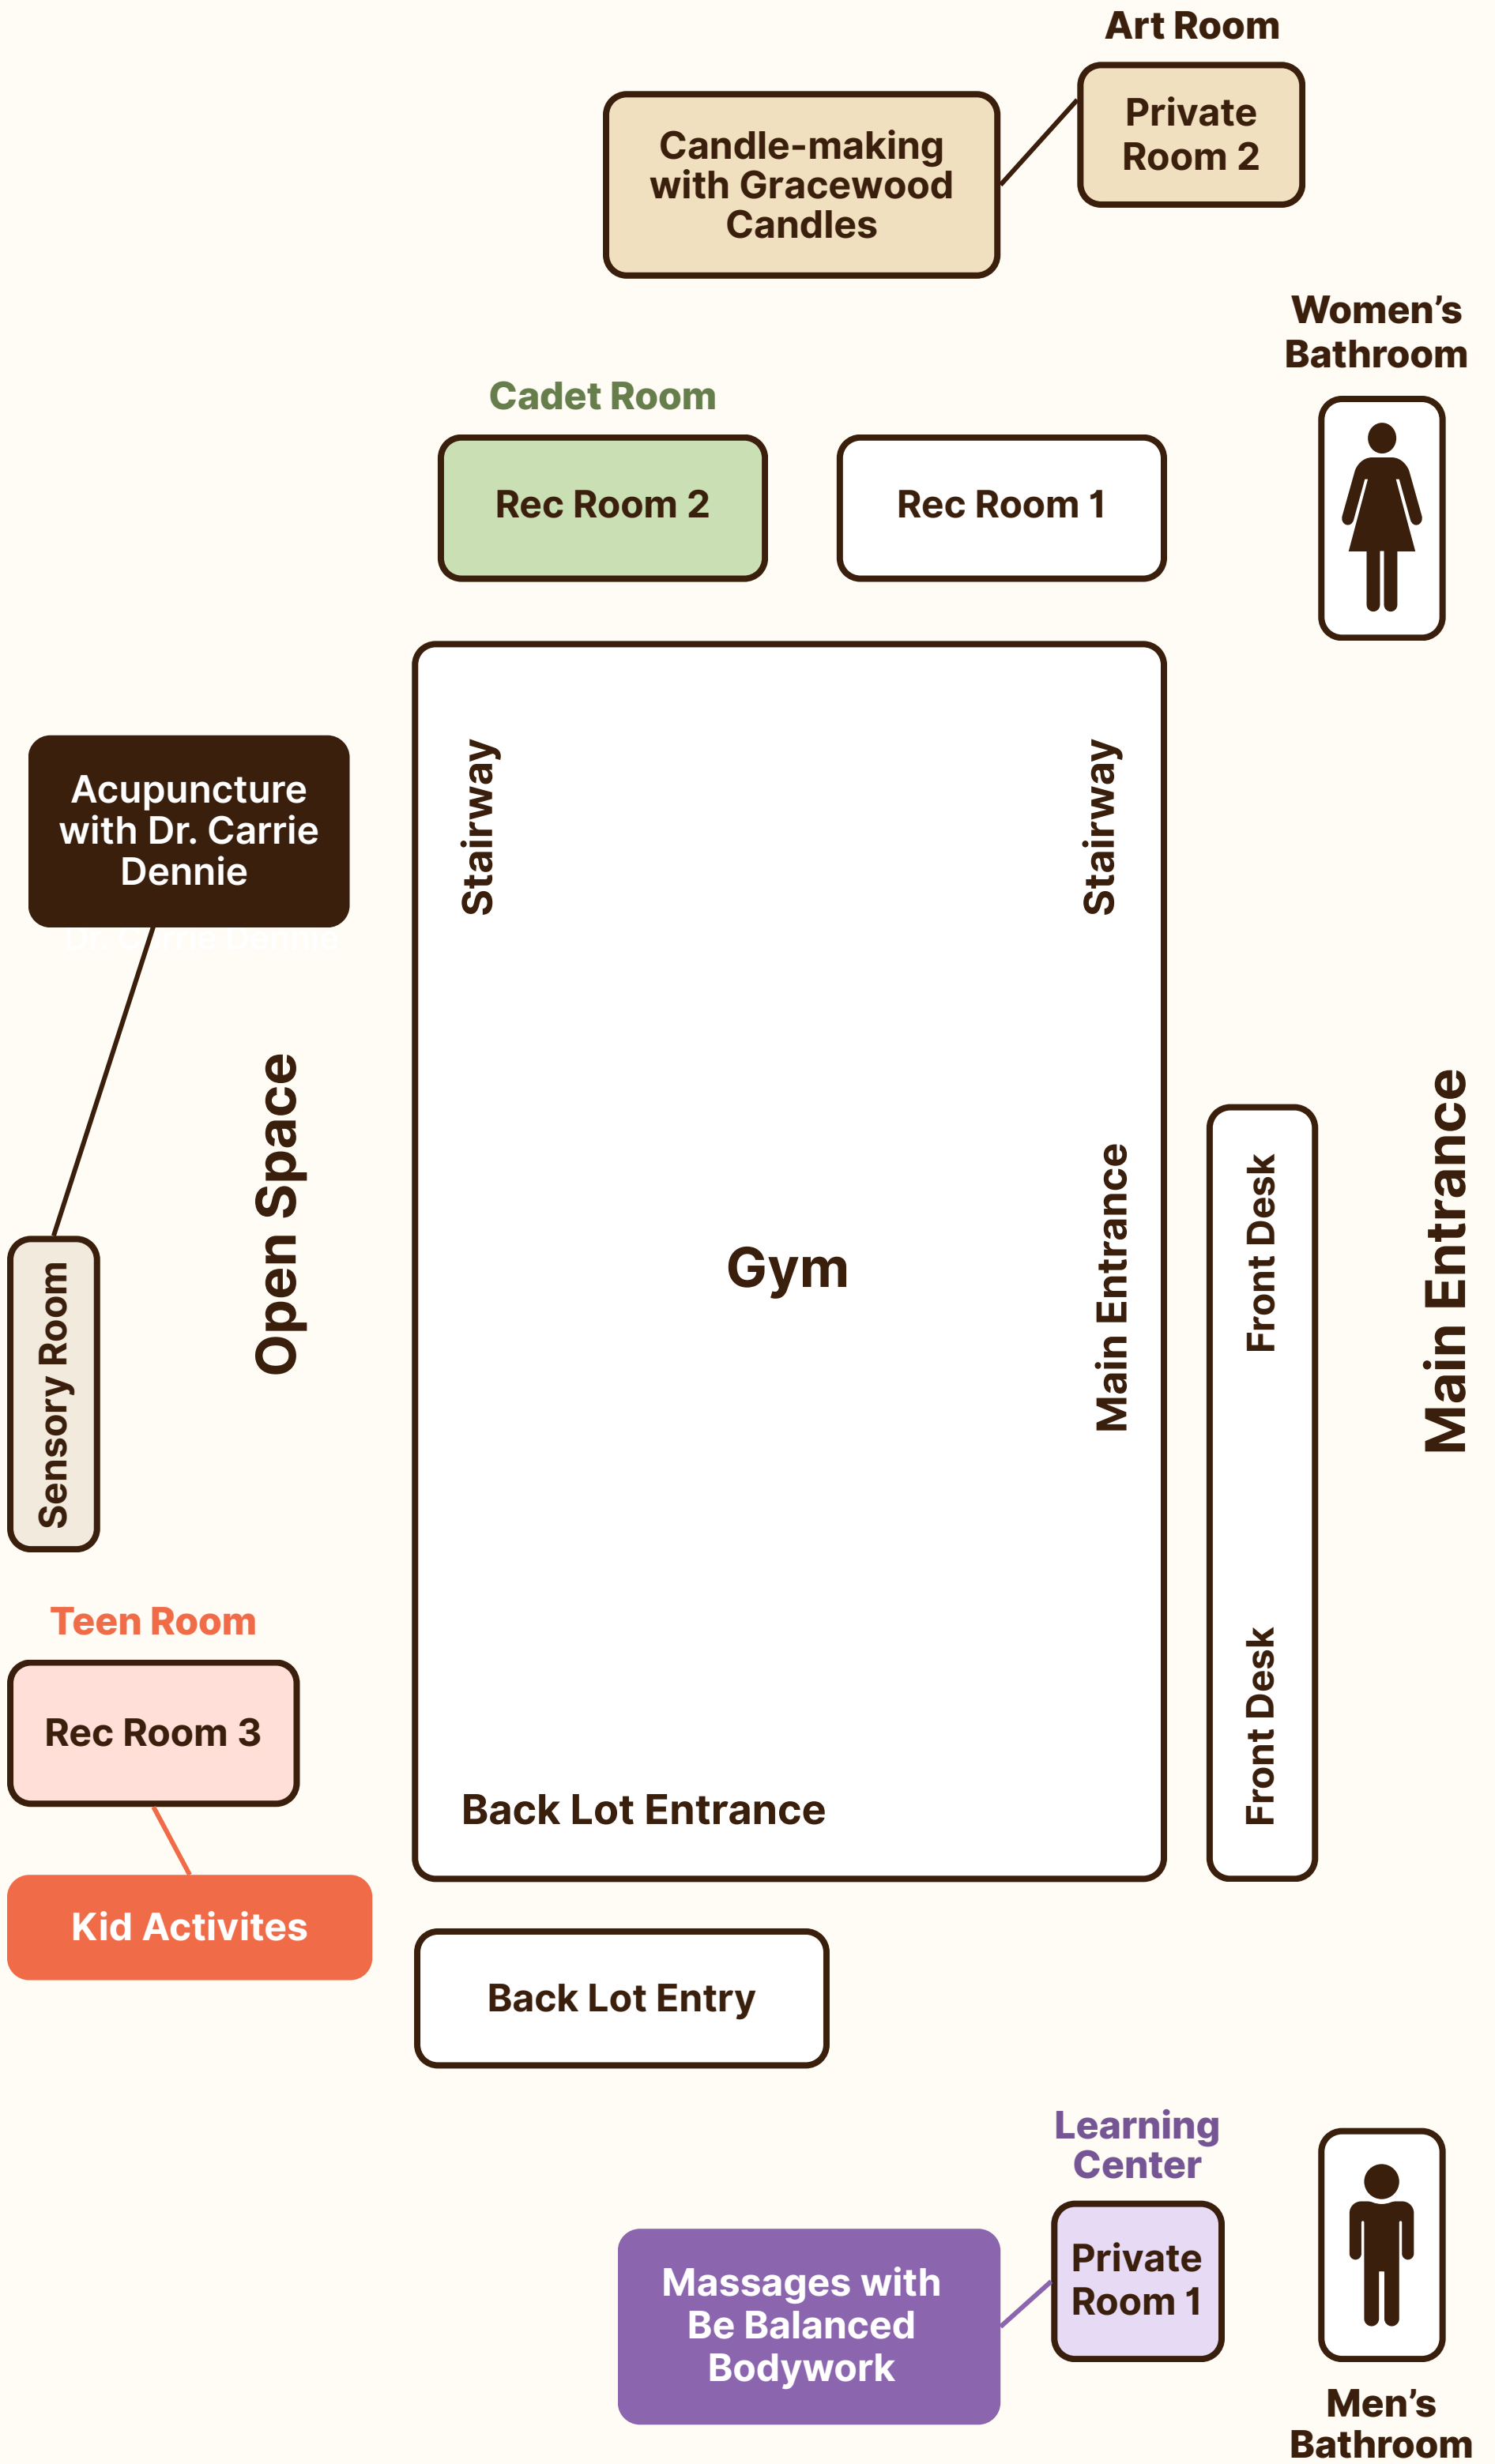 Art Room
Private
Room 2
Candle-making
with Gracewood
Candles
Women’s
Bathroom
Cadet Room
Rec Room 2
Rec Room 1
Stairway
Stairway
Acupuncture
with Dr. Carrie
Dennie
Open Space
Gym
Main Entrance
Front Desk
Main Entrance
Sensory Room
Teen Room
Rec Room 3
Front Desk
Back Lot Entrance
Kid Activites
Back Lot Entry
Learning
Center
Private
Room 1
Massages with
Be Balanced
Bodywork
Men’s
Bathroom